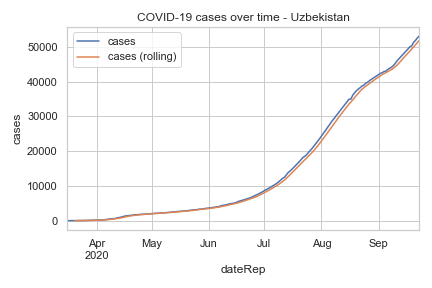 COVID-19 cases over time - Uzbekistan
cases
cases (rolling)
50000
40000
30000
20000
10000
0
cases
Apr
2020
May
Jun
Jul
Aug
Sep
dateRep